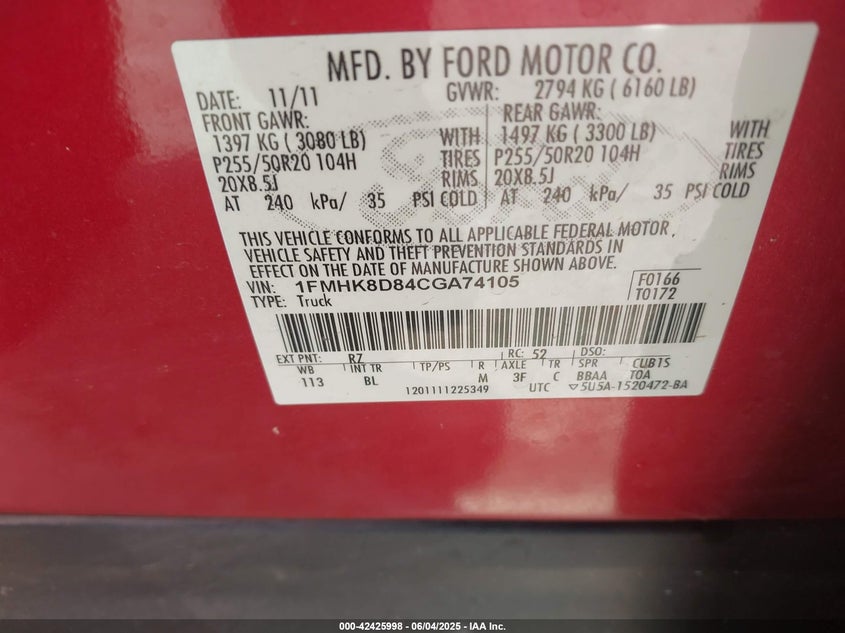 MFD. BY FORD MOTOR CO.
DATE: 11/11 GVWR: 2794 KG ( 6160 LB)
FRONT GAWR: REAR GAWR:
1397 KG ( 3080 LB) WITH 1497 KG ( 3300 LB) WITH
P255/50R20 104H TIRES P255/50R20 104H TIRES
20X8.5J RIMS 20X8.5J RIMS
AT 240 kPa/ 35 PSI COLD AT 240 kPa/ 35 PSI COLD
Ford
THIS VEHICLE CONFORMS TO ALL APPLICABLE FEDERAL MOTOR
VEHICLE SAFETY AND THEFT PREVENTION STANDARDS IN
EFFECT ON THE DATE OF MANUFACTURE SHOWN ABOVE.
VIN: 1FMHK8D84CGA74105 F0166
TYPE: Truck T0172
EXT PNT: R7 RC: 52 DSO:
WB INT TR TP/PS R AXLE TR SPR CUB1S
113 BL M 3F C BBAA TOA
1201111225349 UTC ▽5U5A-1520472-BA
000-42425998 - 06/04/2025 - IAA Inc.